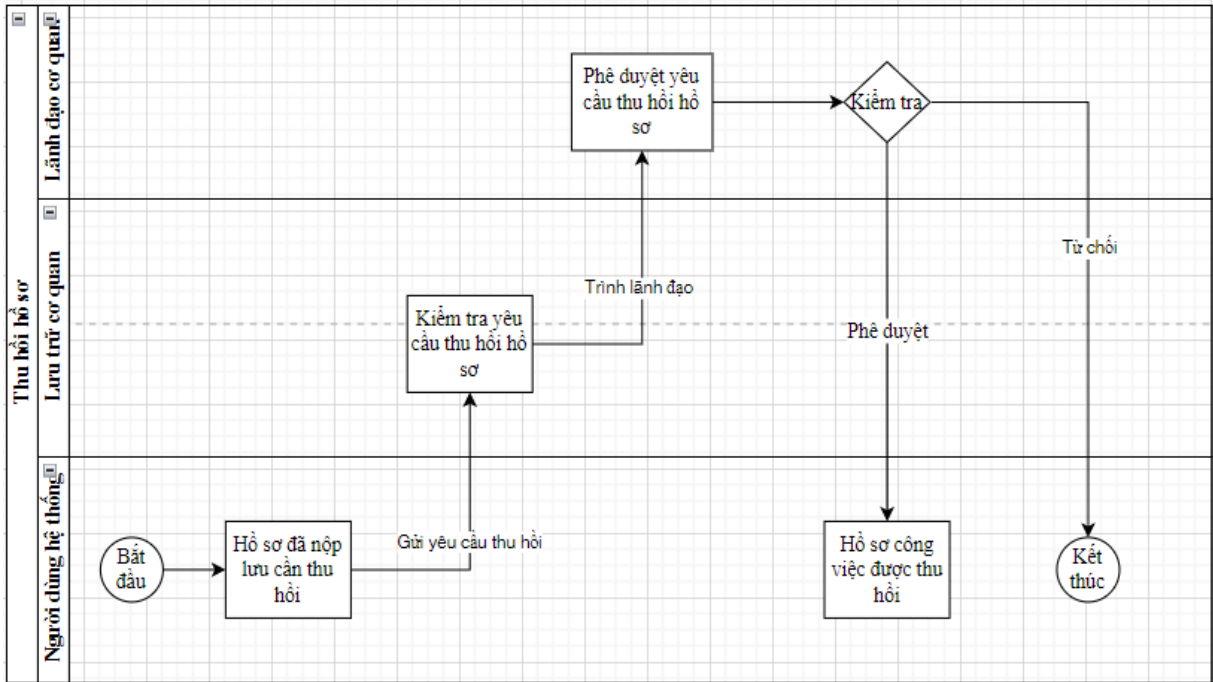 Thu hồi hồ sơ
Lãnh đạo cơ quan
Phê duyệt yêu
cầu thu hồi hồ
sơ
Kiểm tra
Lưu trữ cơ quan
Từ chối
Trình lãnh đạo
Kiểm tra yêu
cầu thu hồi hồ
sơ
Phê duyệt
Người dùng hệ thống
Bắt
đầu
Hồ sơ đã nộp
lưu cần thu
hồi
Gửi yêu cầu thu hồi
Hồ sơ công
việc được thu
hồi
Kết
thúc